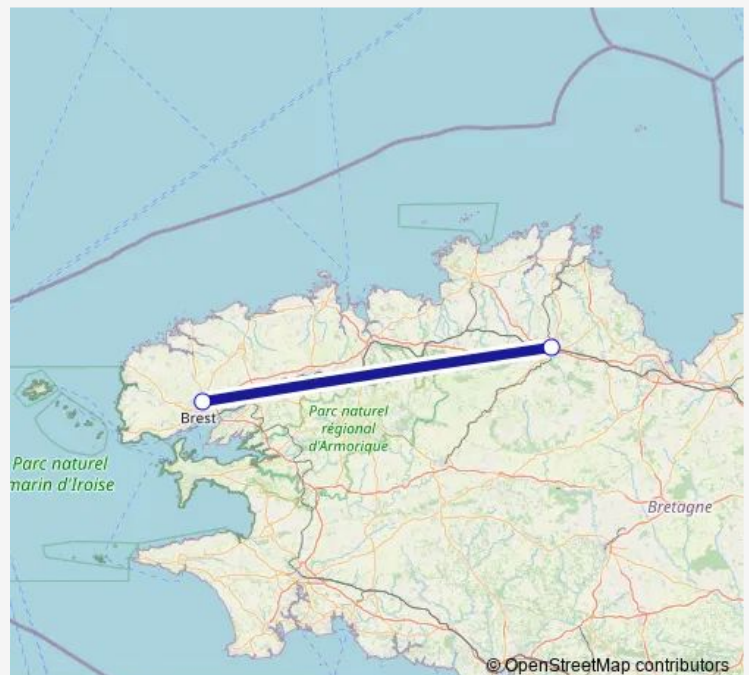 Brest
Parc naturel
régional
d'Armorique
Parc naturel
marin d'Iroise
Bretagne
© OpenStreetMap contributors